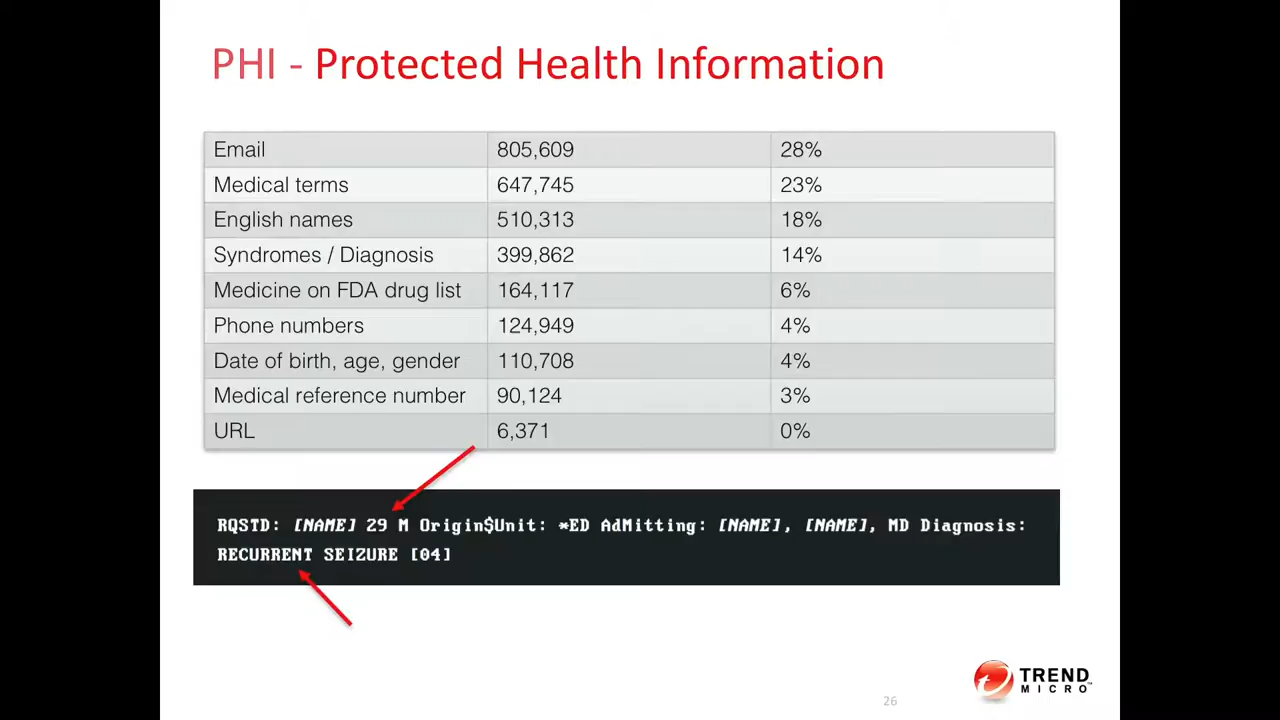 PHI - Protected Health Information
Email 805,609 28%
Medical terms 647,745 23%
English names 510,313 18%
Syndromes / Diagnosis 399,862 14%
Medicine on FDA drug list 164,117 6%
Phone numbers 124,949 4%
Date of birth, age, gender 110,708 4%
Medical reference number 90,124 3%
URL 6,371 0%
RQSTD: [NAME] 29 M Origin$Unit: *ED AdMitting: [NAME], [NAME], MD Diagnosis:
RECURRENT SEIZURE [04]
26
TREND
MICRO™